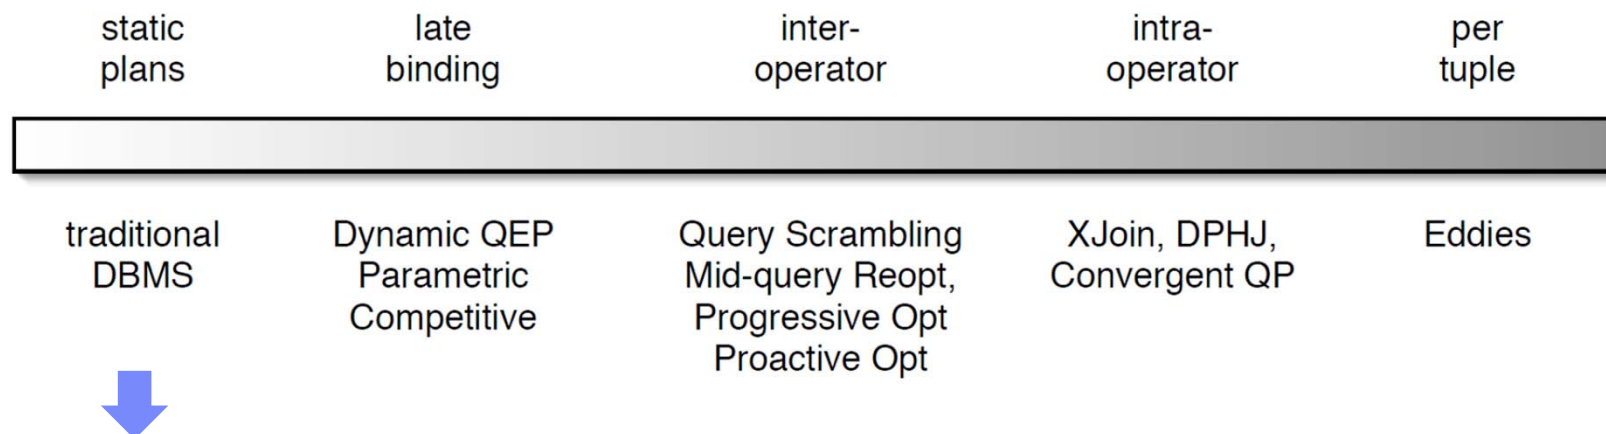 static
plans
late
binding
inter-
operator
intra-
operator
per
tuple
traditional
DBMS
Dynamic QEP
Parametric
Competitive
Query Scrambling
Mid-query Reopt,
Progressive Opt
Proactive Opt
XJoin, DPHJ,
Convergent QP
Eddies